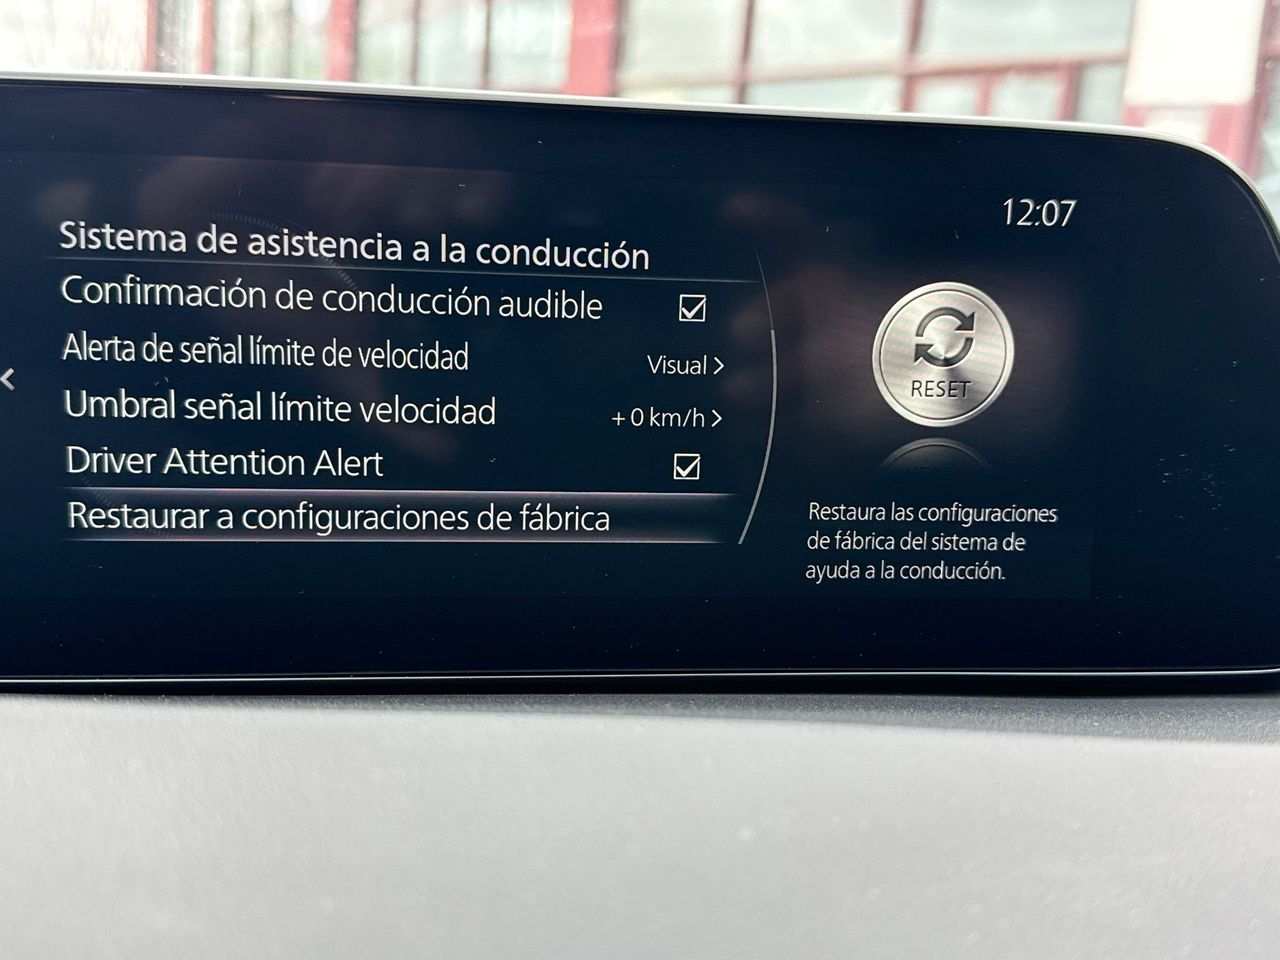 12:07
Sistema de asistencia a la conducción
Confirmación de conducción audible
Alerta de señal límite de velocidad Visual >
Umbral señal límite velocidad + 0 km/h >
Driver Attention Alert
Restaurar a configuraciones de fábrica
<
RESET
Restaura las configuraciones
de fábrica del sistema de
ayuda a la conducción.